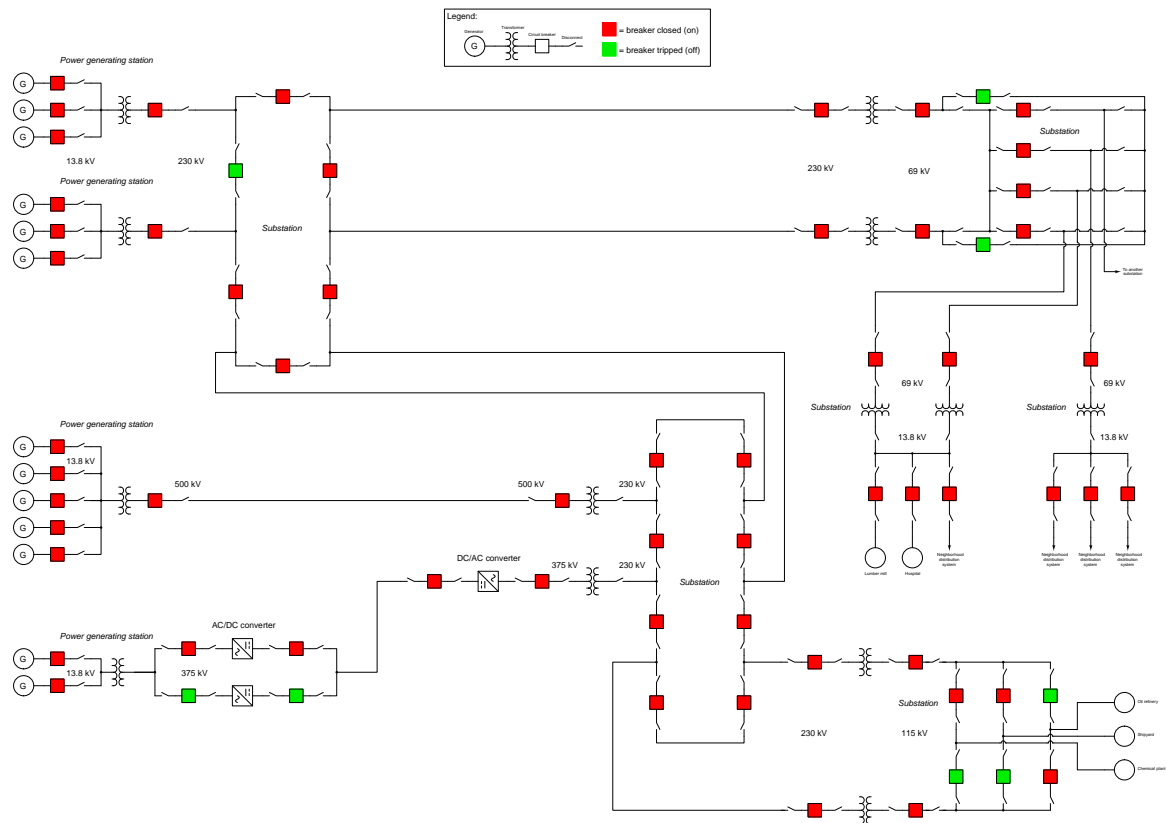 Legend:
Generator
Transformer
Circuit breaker
Disconnect
G
= breaker closed (on)
= breaker tripped (off)
Power generating station
G
G
G
13.8 kV
230 kV
Substation
230 kV
69 kV
Substation
Power generating station
G
G
G
To another
substation
69 kV
69 kV
Substation
Substation
13.8 kV
13.8 kV
Lumber mill
Hospital
Neighborhood
distribution
system
Neighborhood
distribution
system
Neighborhood
distribution
system
Neighborhood
distribution
system
Power generating station
G
G
G
G
G
13.8 kV
500 kV
500 kV
230 kV
DC/AC converter
375 kV
230 kV
Substation
Power generating station
G
G
13.8 kV
AC/DC converter
375 kV
230 kV
115 kV
Substation
Oil refinery
Shipyard
Chemical plant